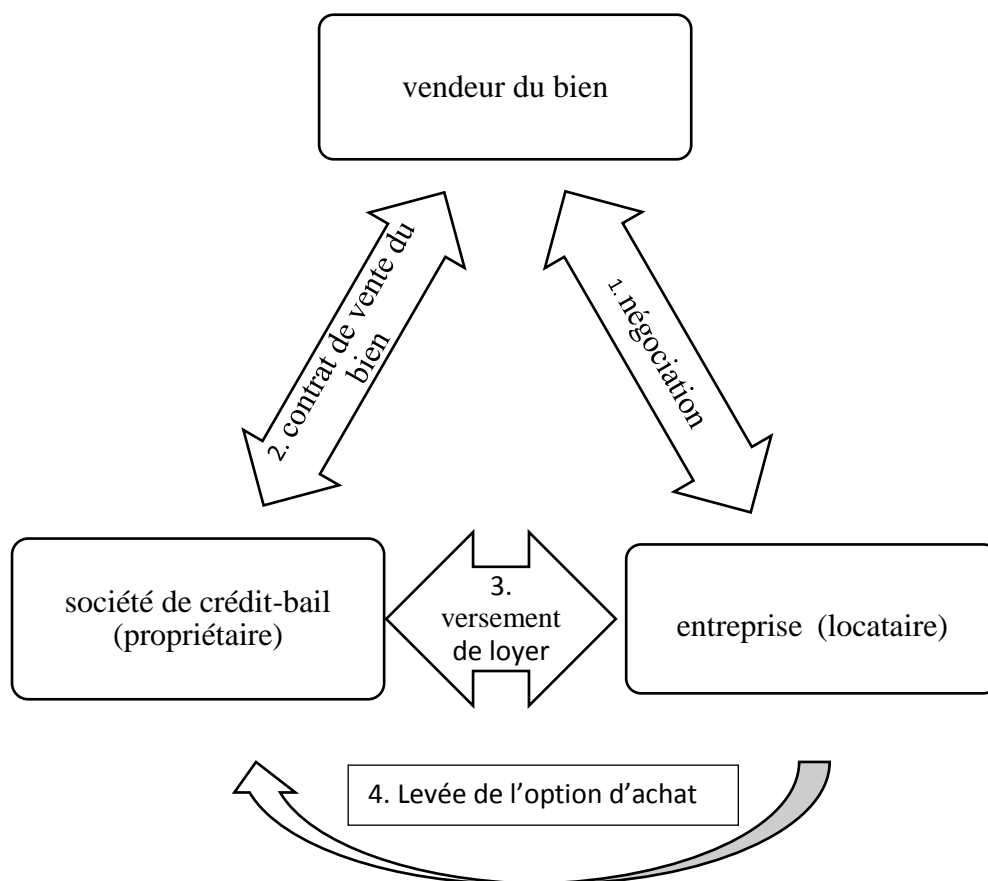 vendeur du bien
2. contrat de vente du
bien
1. négociation
société de crédit-bail
(propriétaire)
3.
versement
de loyer
entreprise (locataire)
4. Levée de l’option d’achat